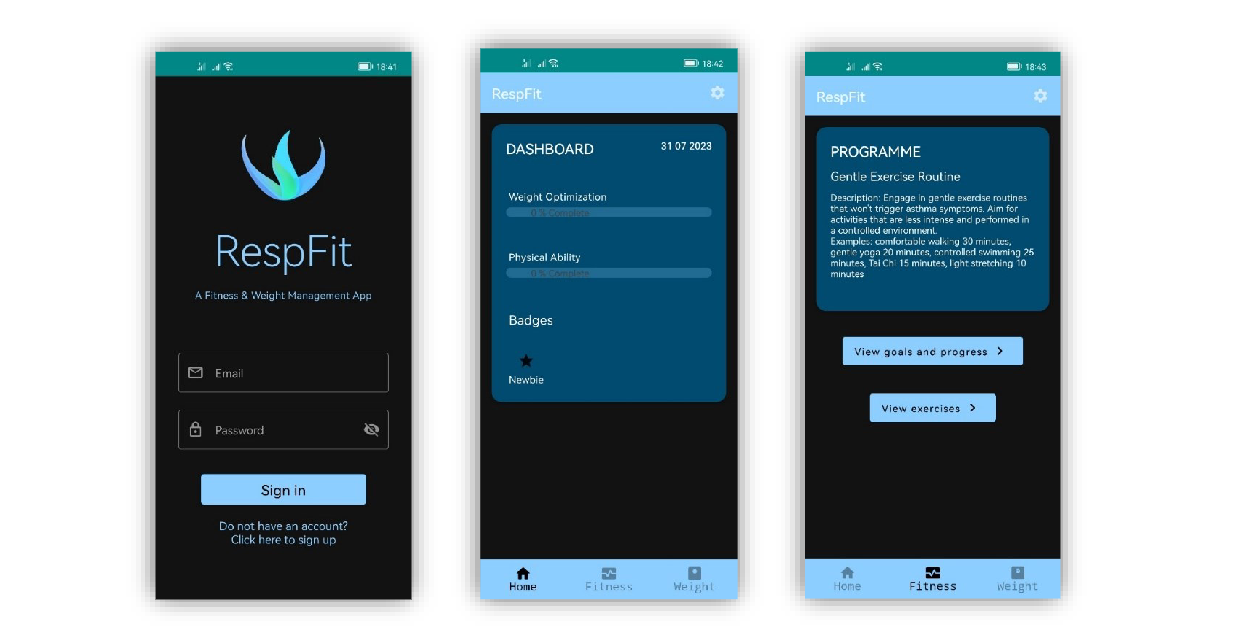 18:41
RespFit
A Fitness & Weight Management App
Email
Password
Sign in
Do not have an account?
Click here to sign up
18:42
RespFit
DASHBOARD
31 07 2023
Weight Optimization
0 % Complete
Physical Ability
0 % Complete
Badges
Newbie
Home
Fitness
Weight
18:43
RespFit
PROGRAMME
Gentle Exercise Routine
Description: Engage in gentle exercise routines
that won't trigger asthma symptoms. Aim for
activities that are less intense and performed in
a controlled environment.
Examples: comfortable walking 30 minutes,
gentle yoga 20 minutes, controlled swimming 25
minutes, Tai Chi 15 minutes, light stretching 10
minutes
View goals and progress
View exercises
Home
Fitness
Weight